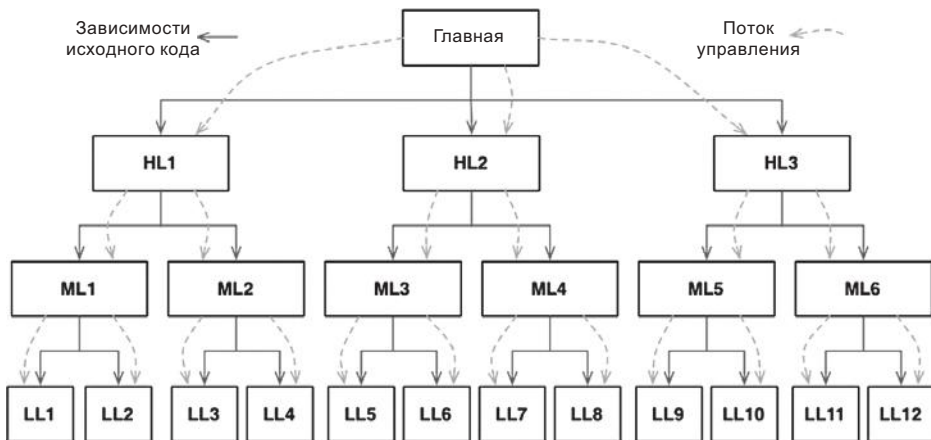 Зависимости
исходного кода
Главная
Поток
управления
HL1
HL2
HL3
ML1
ML2
ML3
ML4
ML5
ML6
LL1
LL2
LL3
LL4
LL5
LL6
LL7
LL8
LL9
LL10
LL11
LL12